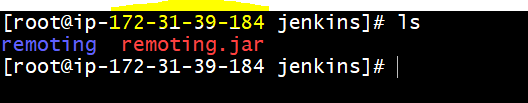 [root@ip-172-31-39-184 jenkins]# ls
remoting  remoting.jar
[root@ip-172-31-39-184 jenkins]#